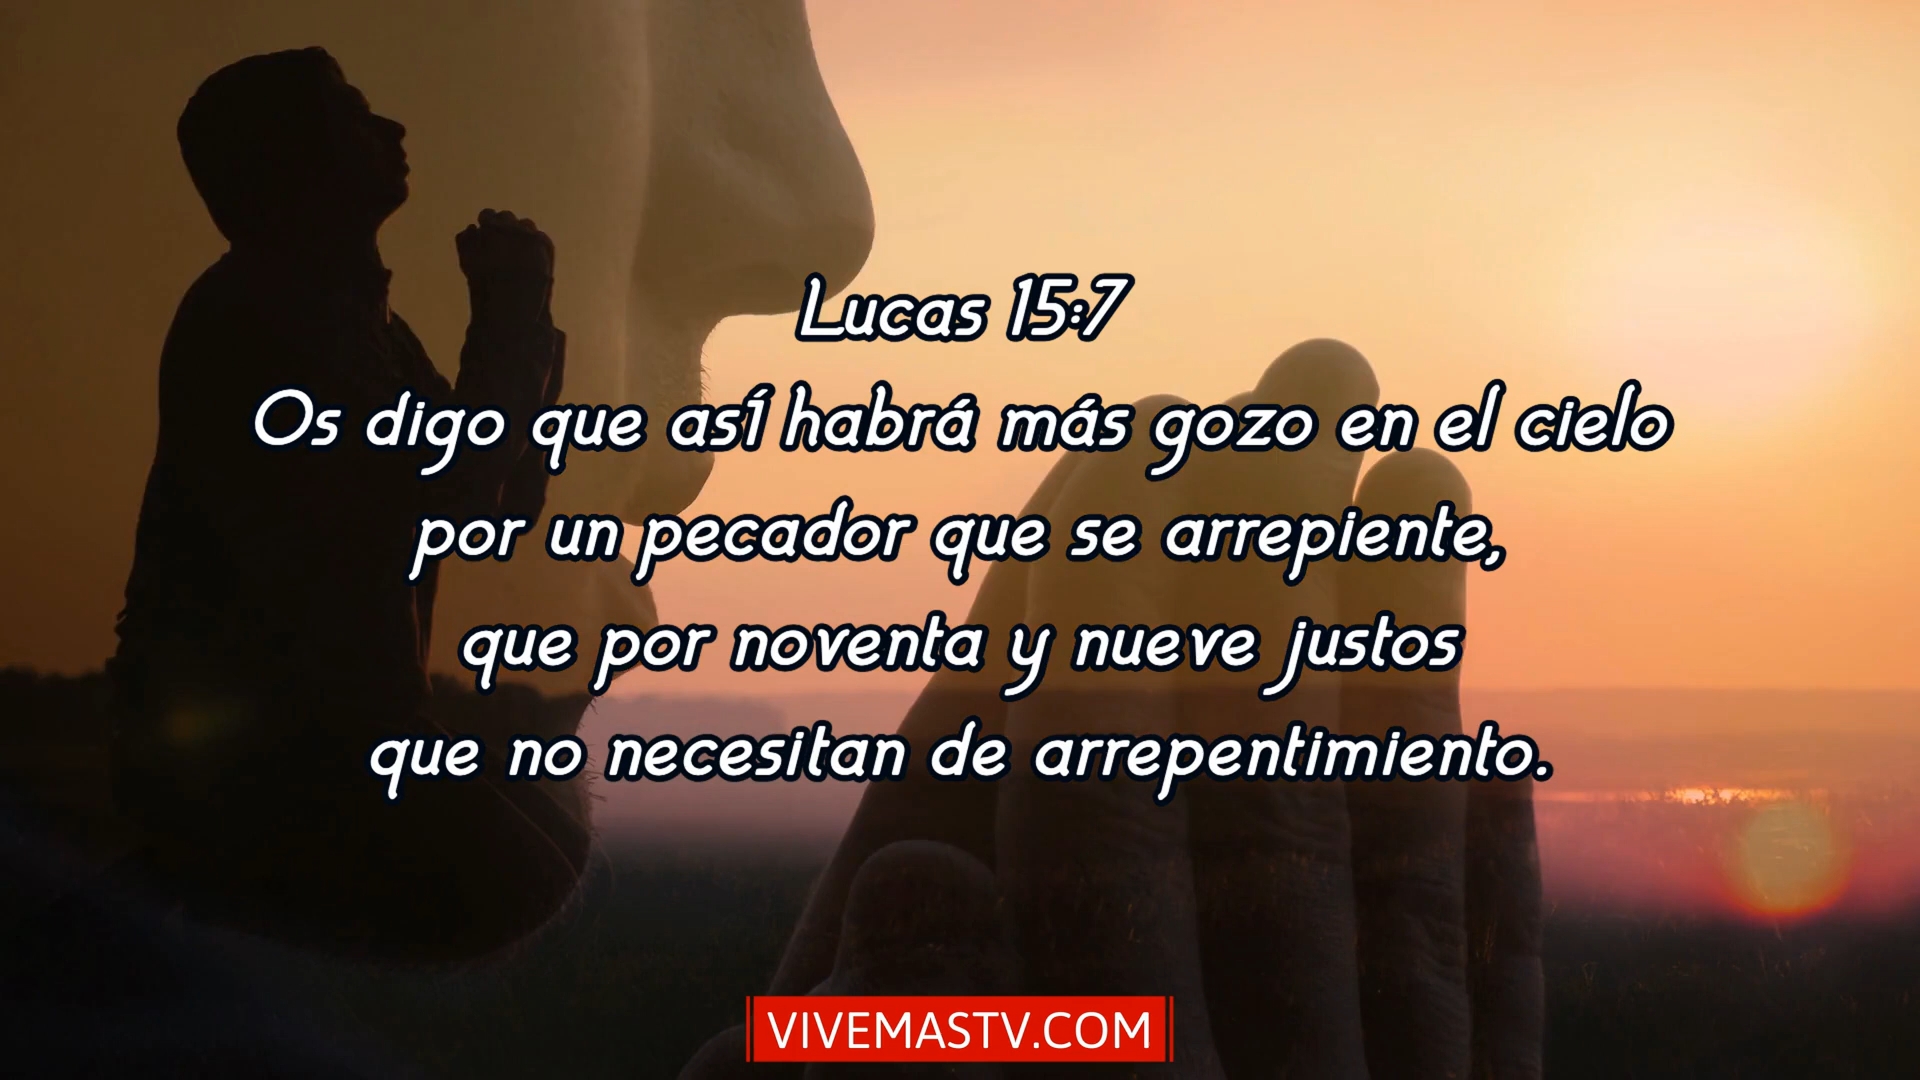 Lucas 15:7
Os digo que así habrá más gozo en el cielo
por un pecador que se arrepiente,
que por noventa y nueve justos
que no necesitan de arrepentimiento.
VIVEMASTV.COM